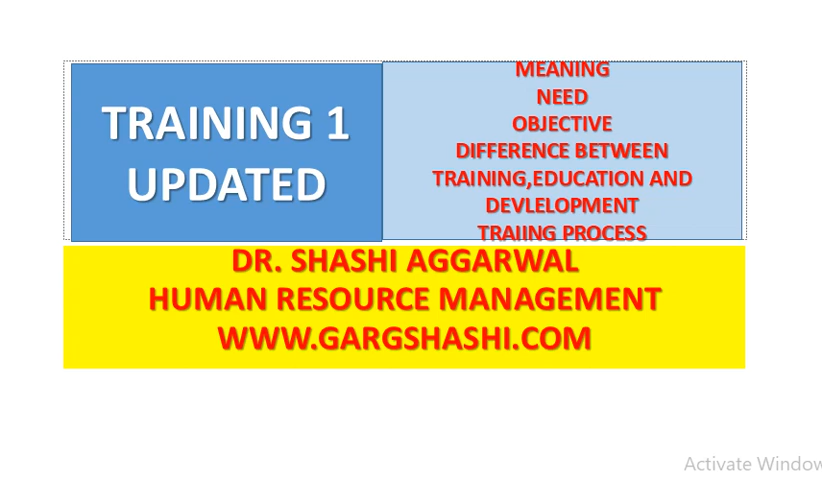 TRAINING 1
UPDATED
MEANING
NEED
OBJECTIVE
DIFFERENCE BETWEEN
TRAINING,EDUCATION AND
DEVLELOPMENT
TRAIING PROCESS
DR. SHASHI AGGARWAL
HUMAN RESOURCE MANAGEMENT
WWW.GARGSHASHI.COM
Activate Window